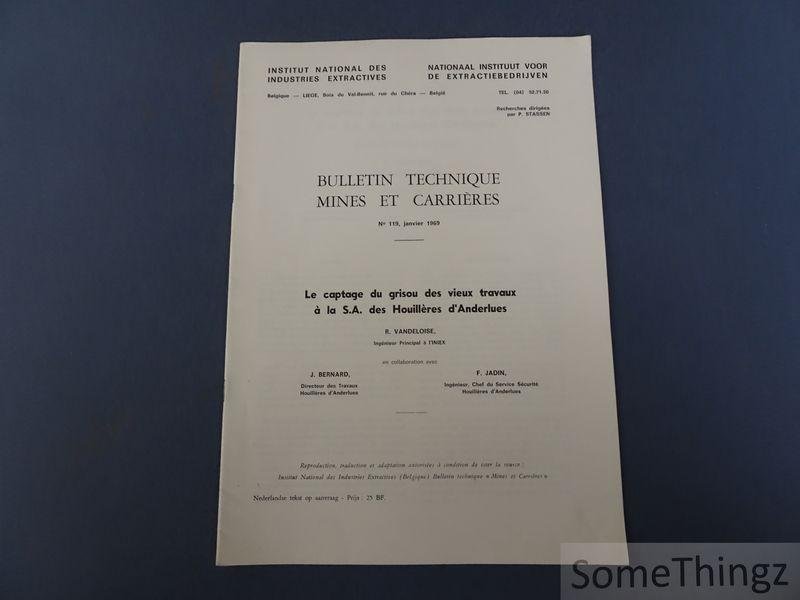 INSTITUT NATIONAL DES
INDUSTRIES EXTRACTIVES
NATIONAAL INSTITUUT VOOR
DE EXTRACTIEBEDRIJVEN
Belgique — LIEGE, Bois du Val-Benoit, rue du Chéra — België
TEL. (04) 52.71.50
Recherches dirigées
par P. STASSEN
BULLETIN TECHNIQUE
MINES ET CARRIÈRES
N° 119, janvier 1969
Le captage du grisou des vieux travaux
à la S.A. des Houillères d'Anderlues
R. VANDELOISE,
Ingénieur Principal à l'INIEX
en collaboration avec
J. BERNARD,
Directeur des Travaux
Houillères d'Anderlues
F. JADIN,
Ingénieur, Chef du Service Sécurité
Houillères d'Anderlues
Reproduction, traduction et adaptation autorisées à condition de citer la source :
Institut National des Industries Extractives (Belgique) Bulletin technique « Mines et Carrières »
Nederlandse tekst op aanvraag - Prijs : 25 BF.
SomeThingz